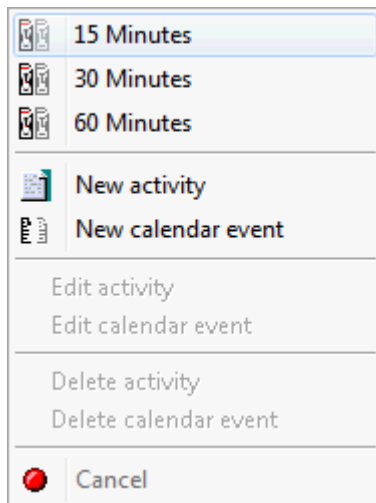 15 Minutes
30 Minutes
60 Minutes
New activity
New calendar event
Edit activity
Edit calendar event
Delete activity
Delete calendar event
Cancel